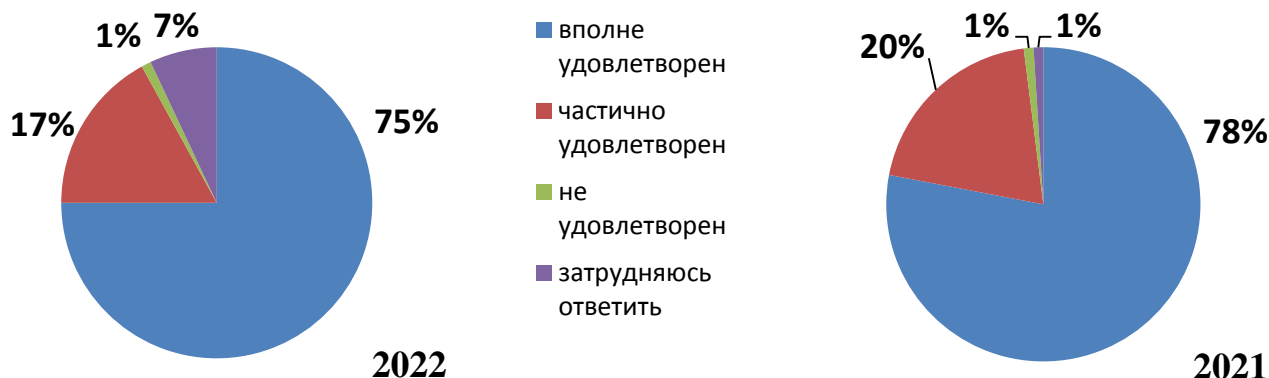 1% 7%
75%
17%
2022
вполне
удовлетворен
частично
удовлетворен
не
удовлетворен
затрудняюсь
ответить
1% 1%
20%
78%
2021